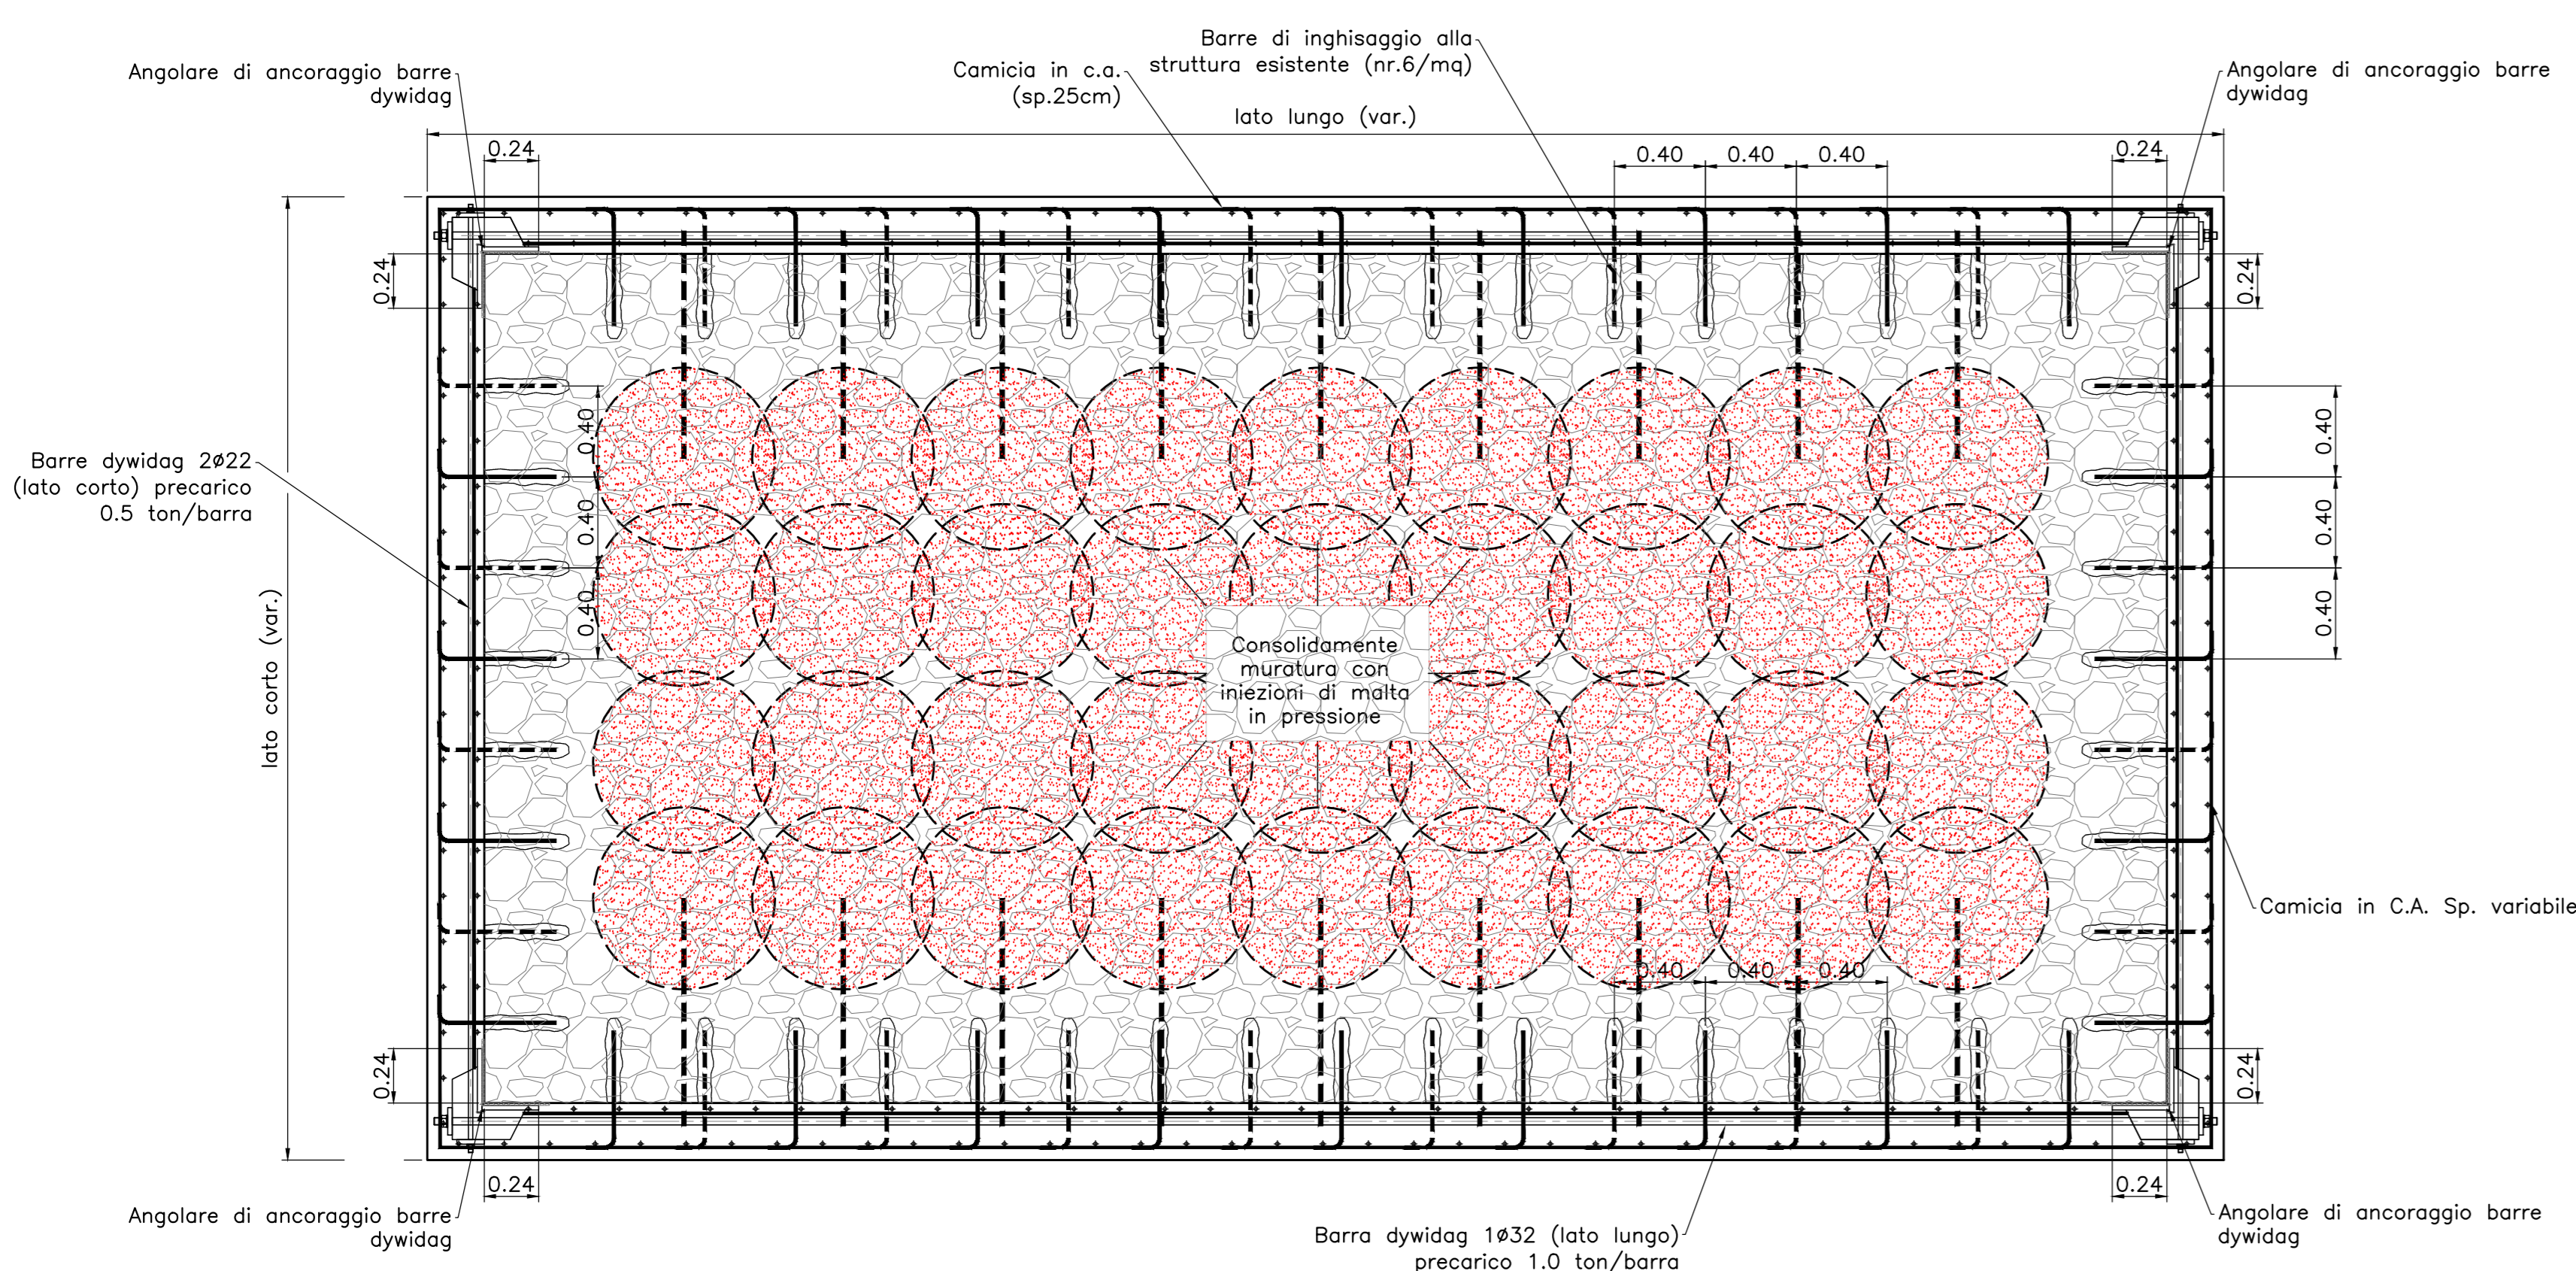 Barre di inghisaggio alla
struttura esistente (nr.6/mq)
Camicia in c.a.
(sp.25cm)
Angolare di ancoraggio barre
dywidag
Angolare di ancoraggio barre
dywidag
lato lungo (var.)
0.24
0.40
0.40
0.40
0.24
0.24
0.24
0.40
0.40
0.40
0.40
0.40
0.40
Barre dywidag 2ø22
(lato corto) precarico
0.5 ton/barra
lato corto (var.)
Consolidamente
muratura con
iniezioni di malta
in pressione
Camicia in C.A. Sp. variabile
0.40
0.40
0.40
0.24
0.24
0.24
0.24
Angolare di ancoraggio barre
dywidag
Barra dywidag 1ø32 (lato lungo)
precarico 1.0 ton/barra
Angolare di ancoraggio barre
dywidag